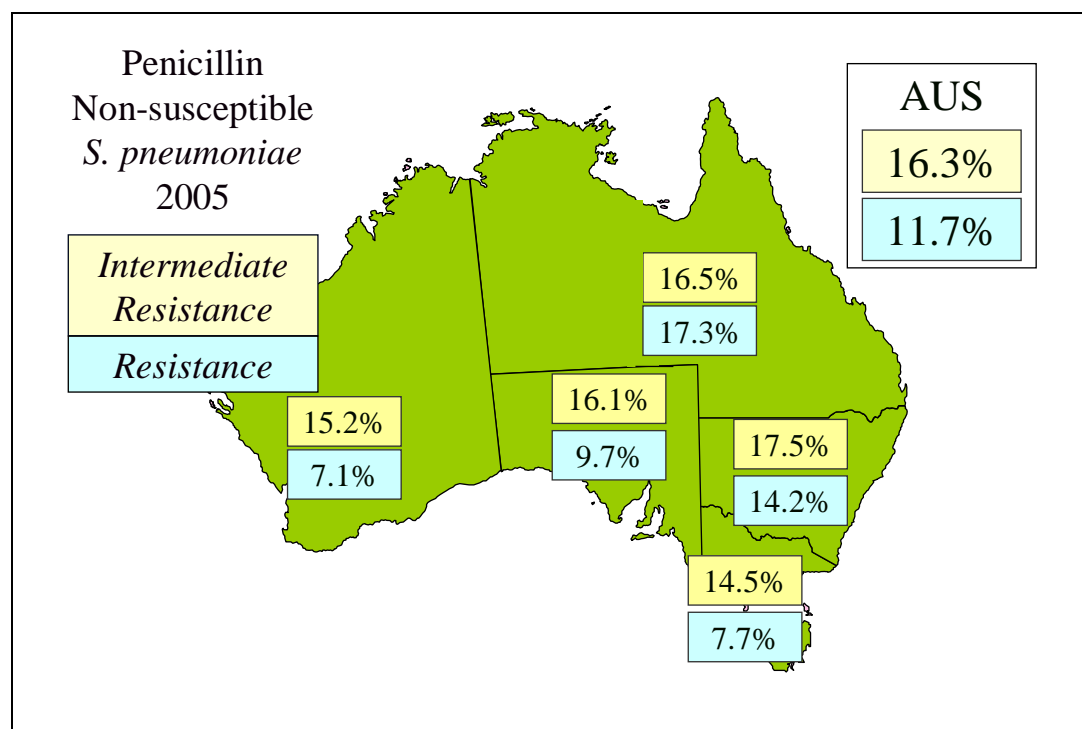 Penicillin
Non-susceptible
S. pneumoniae
2005
Intermediate
Resistance
Resistance
AUS
16.3%
11.7%
16.5%
17.3%
16.1%
9.7%
15.2%
7.1%
17.5%
14.2%
14.5%
7.7%